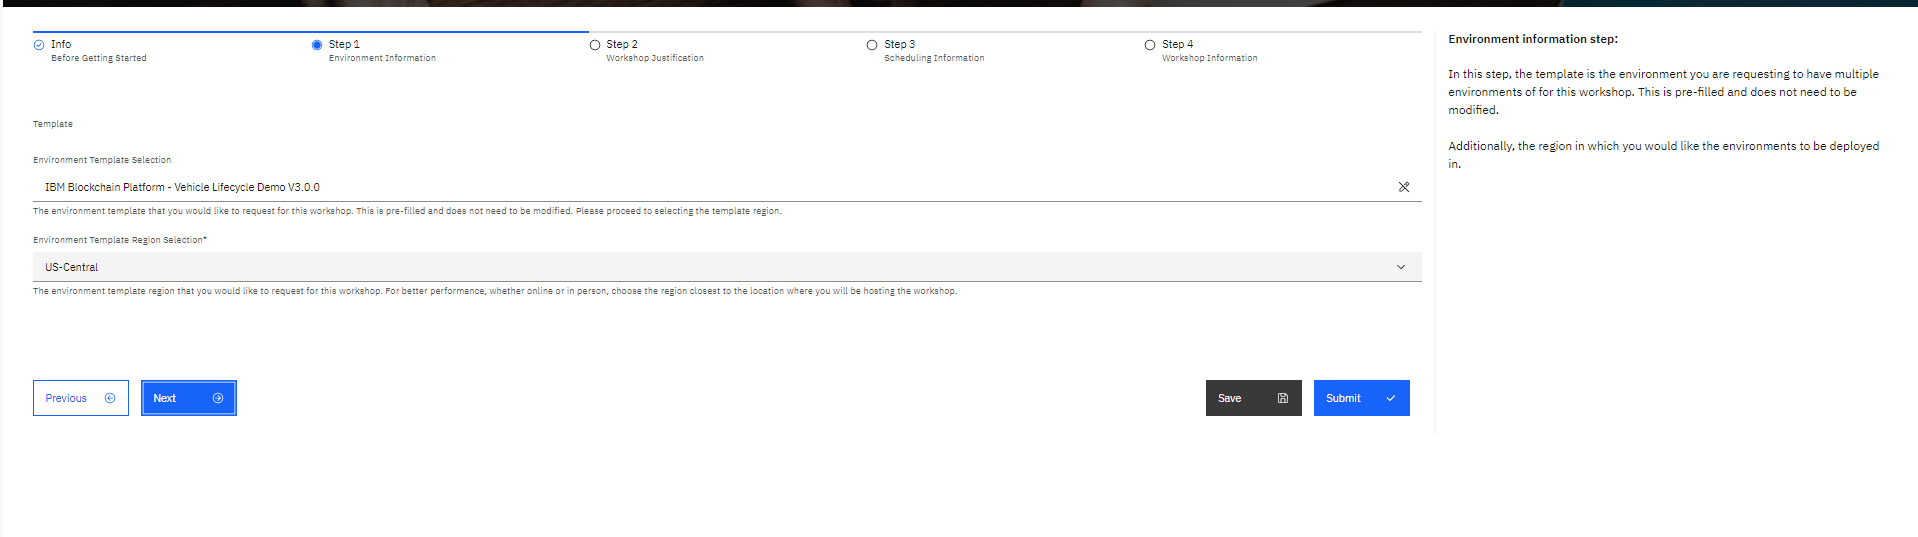 Info
Before Getting Started
Step 1
Environment Information
Step 2
Workshop Justification
Step 3
Scheduling Information
Step 4
Workshop Information
Template
Environment Template Selection
IBM Blockchain Platform - Vehicle Lifecycle Demo V3.0.0
The environment template that you would like to request for this workshop. This is pre-filled and does not need to be modified. Please proceed to selecting the template region.
Environment Template Region Selection*
US-Central
The environment template region that you would like to request for this workshop. For better performance, whether online or in person, choose the region closest to the location where you will be hosting the workshop.
Previous
Next
Save
Submit
Environment information step:
In this step, the template is the environment you are requesting to have multiple
environments of for this workshop. This is pre-filled and does not need to be
modified.
Additionally, the region in which you would like the environments to be deployed
in.